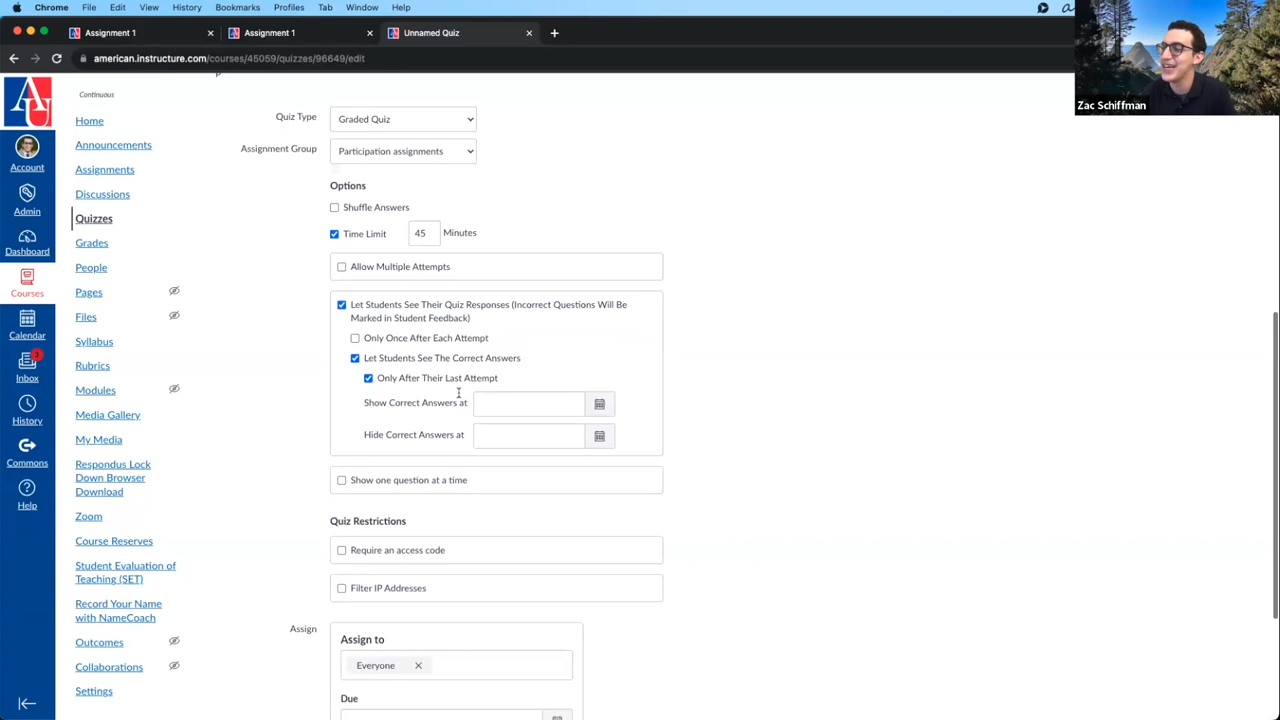 Chrome File Edit View History Bookmarks Profiles Tab Window Help
Assignment 1 Assignment 1 Unnamed Quiz
american.instructure.com/courses/45059/quizzes/96649/edit
Zac Schiffman
AU
Account
Admin
Dashboard
Courses
Calendar
3
Inbox
History
Commons
Help
Continuous
Home
Announcements
Assignments
Discussions
Quizzes
Grades
People
Pages
Files
Syllabus
Rubrics
Modules
Media Gallery
My Media
Respondus Lock
Down Browser
Download
Zoom
Course Reserves
Student Evaluation of
Teaching (SET)
Record Your Name
with NameCoach
Outcomes
Collaborations
Settings
Quiz Type Graded Quiz
Assignment Group Participation assignments
Options
Shuffle Answers
Time Limit 45 Minutes
Allow Multiple Attempts
Let Students See Their Quiz Responses (Incorrect Questions Will Be
Marked in Student Feedback)
Only Once After Each Attempt
Let Students See The Correct Answers
Only After Their Last Attempt
Show Correct Answers at
Hide Correct Answers at
Show one question at a time
Quiz Restrictions
Require an access code
Filter IP Addresses
Assign Assign to
Everyone
Due